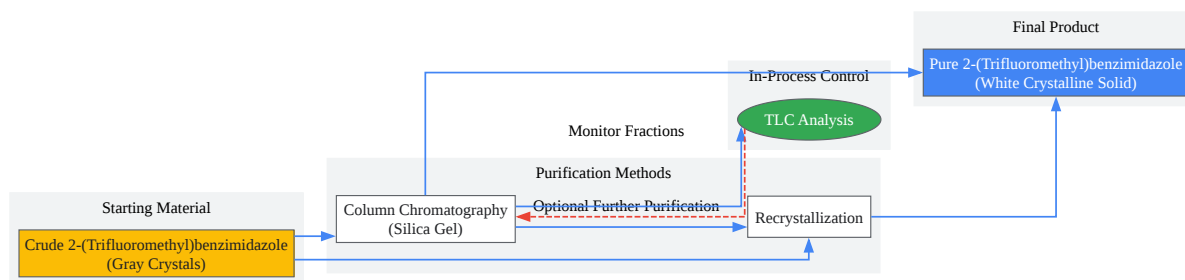 Final Product
Pure 2-(Trifluoromethyl)benzimidazole
(White Crystalline Solid)
In-Process Control
TLC Analysis
Monitor Fractions
Purification Methods
Column Chromatography
(Silica Gel)
Optional Further Purification
Recrystallization
Starting Material
Crude 2-(Trifluoromethyl)benzimidazole
(Gray Crystals)